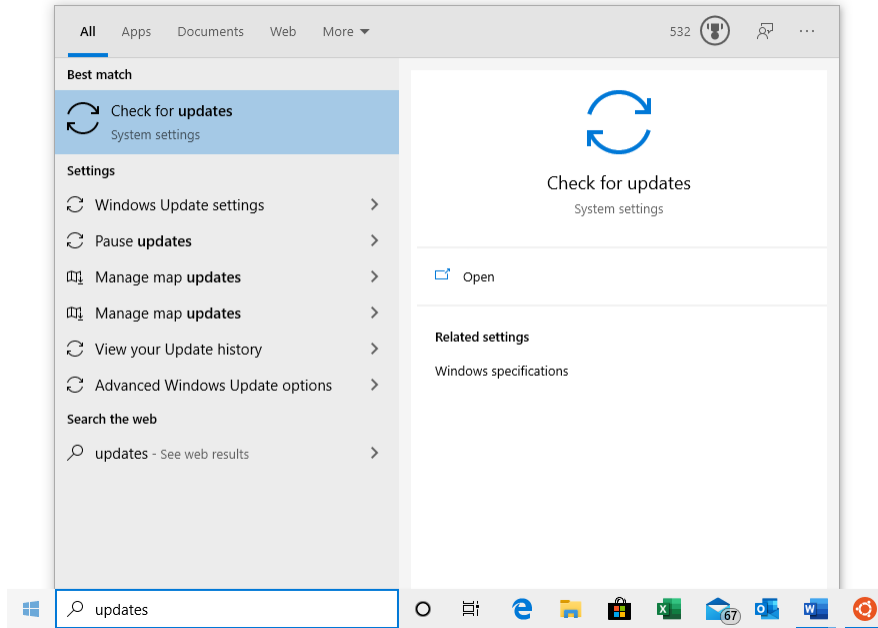 All Apps Documents Web More 532 ...
Best match
Check for updates
System settings
Settings
Windows Update settings
Pause updates
Manage map updates
Manage map updates
View your Update history
Advanced Windows Update options
Search the web
updates - See web results
Check for updates
System settings
Open
Related settings
Windows specifications
updates
67